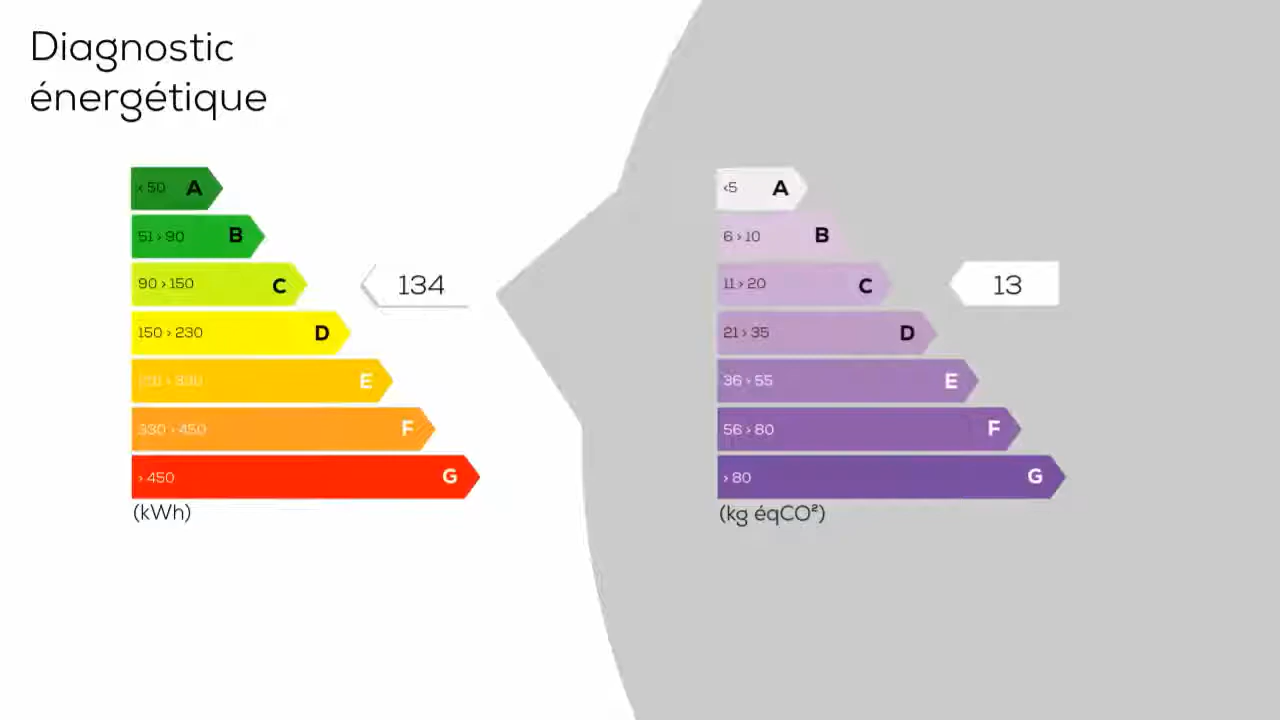 Diagnostic
énergétique
< 50 A
51 > 90 B
90 > 150 C
134
150 > 230 D
E
330 > 450 F
> 450 G
(kWh)
<5 A
6 > 10 B
11 > 20 C
13
21 > 35 D
36 > 55 E
56 > 80 F
> 80 G
(kg éqCO²)